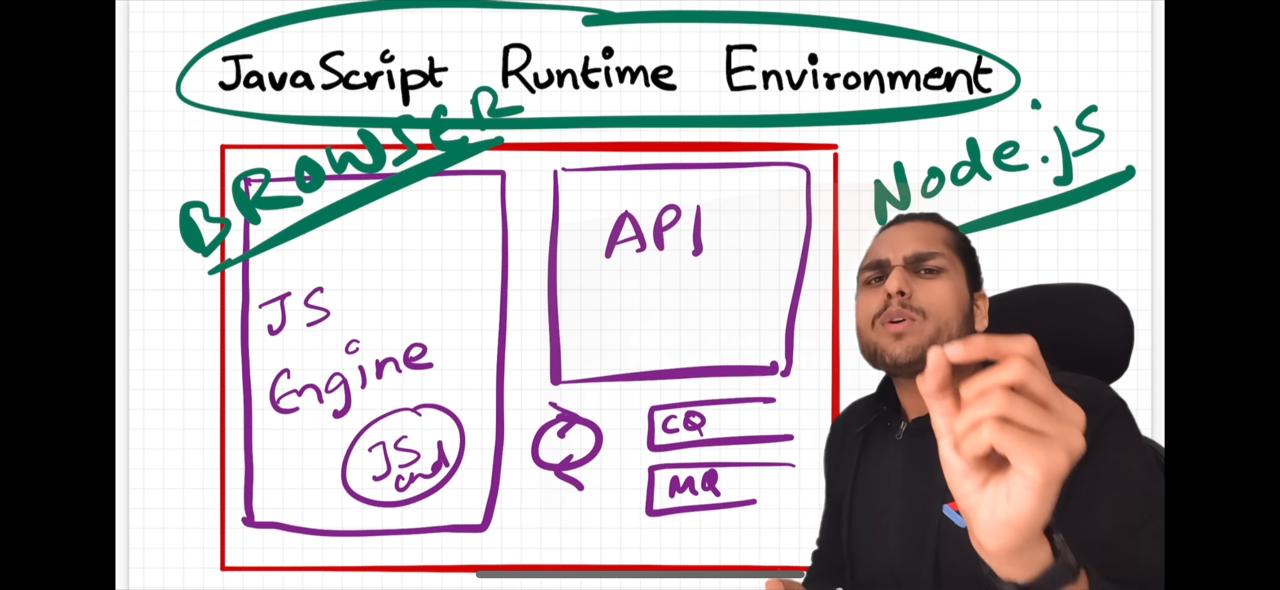 JavaScript Runtime Environment
BROWSER
Node.js
API
JS
Engine
JS
CQ
MQ